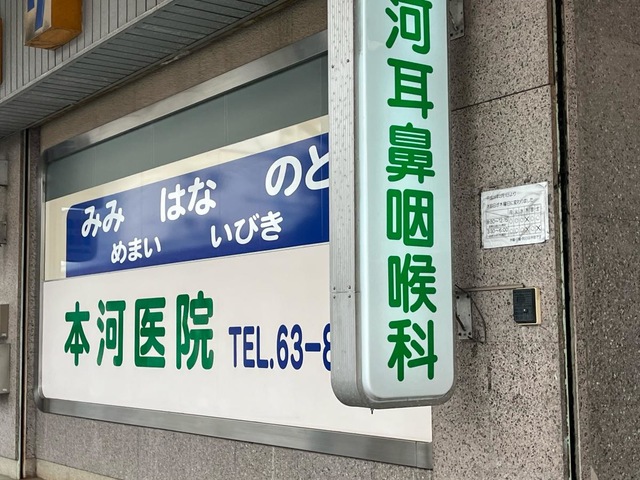 みみ はな のど
めまい いびき
本河医院 TEL.63-8
河耳鼻咽喉科